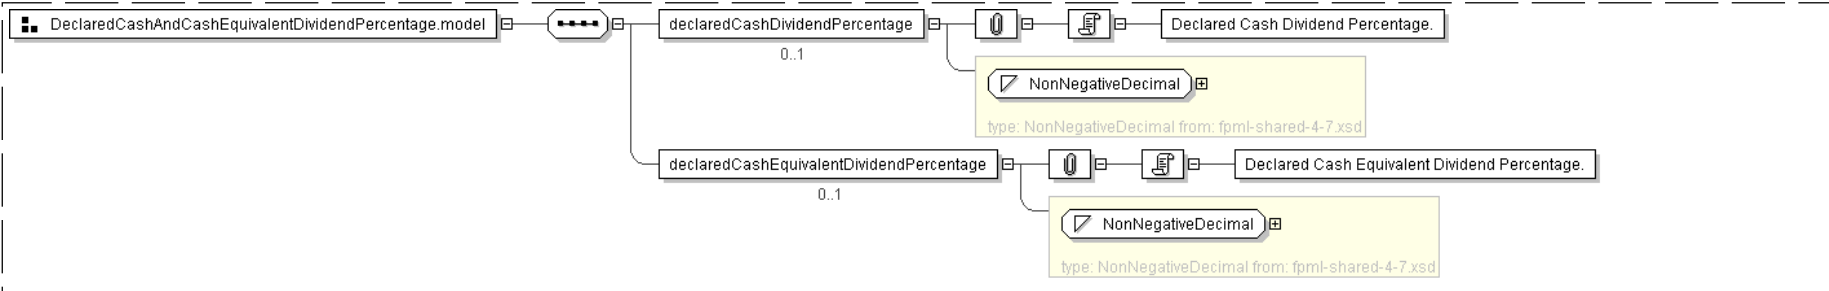 DeclaredCashAndCashEquivalentDividendPercentage.model
declaredCashDividendPercentage
Declared Cash Dividend Percentage.
0..1
NonNegativeDecimal
type: NonNegativeDecimal from: fpml-shared-4-7.xsd
declaredCashEquivalentDividendPercentage
Declared Cash Equivalent Dividend Percentage.
0..1
NonNegativeDecimal
type: NonNegativeDecimal from: fpml-shared-4-7.xsd